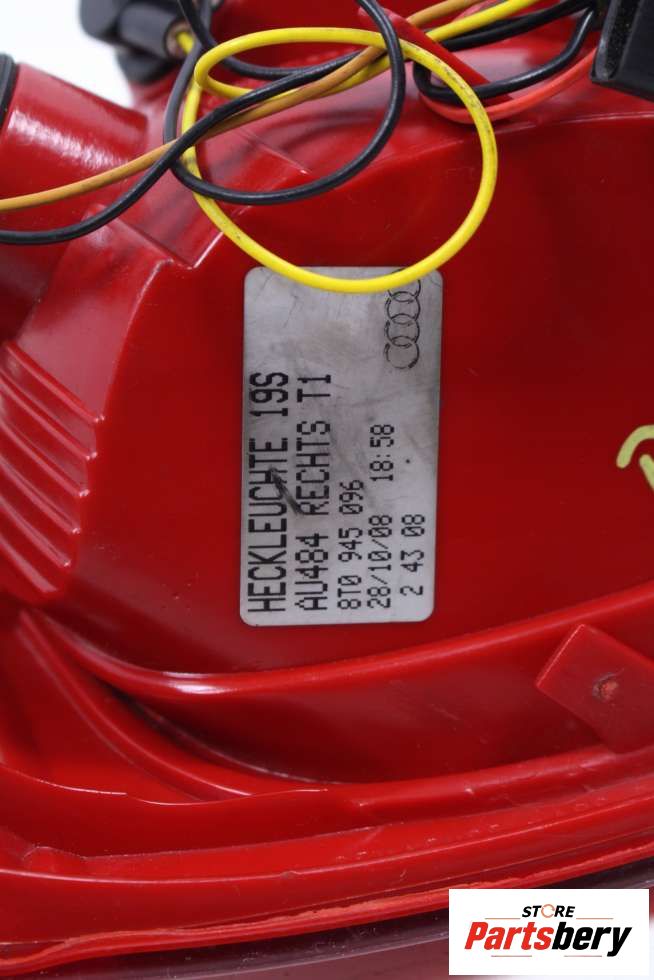 HECKLEUCHTE 19S
AU484 RECHTS T1
8T0 945 096
28/10/08 18:58
2 43 08
STORE
Partsbery